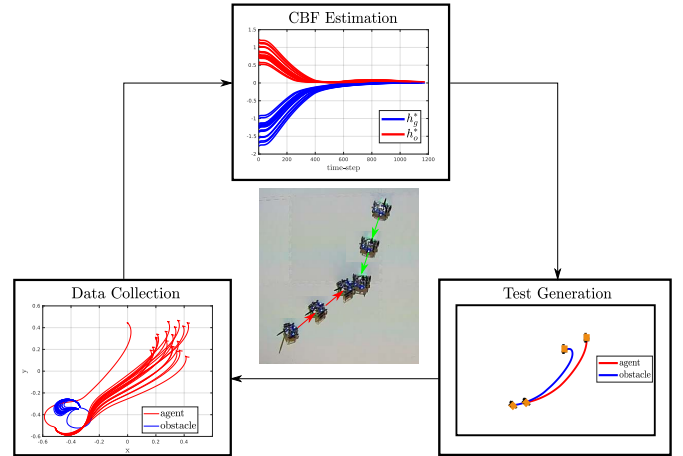 CBF Estimation
1.5
1
0.5
0
-0.5
-1
-1.5
-2
0 200 400 600 800 1000 1200
time-step
h*g
h*o
Data Collection
0.6
0.4
0.2
0
-0.2
-0.4
-0.6
y
-0.6 -0.4 -0.2 0 0.2 0.4
x
agent
obstacle
Test Generation
agent
obstacle